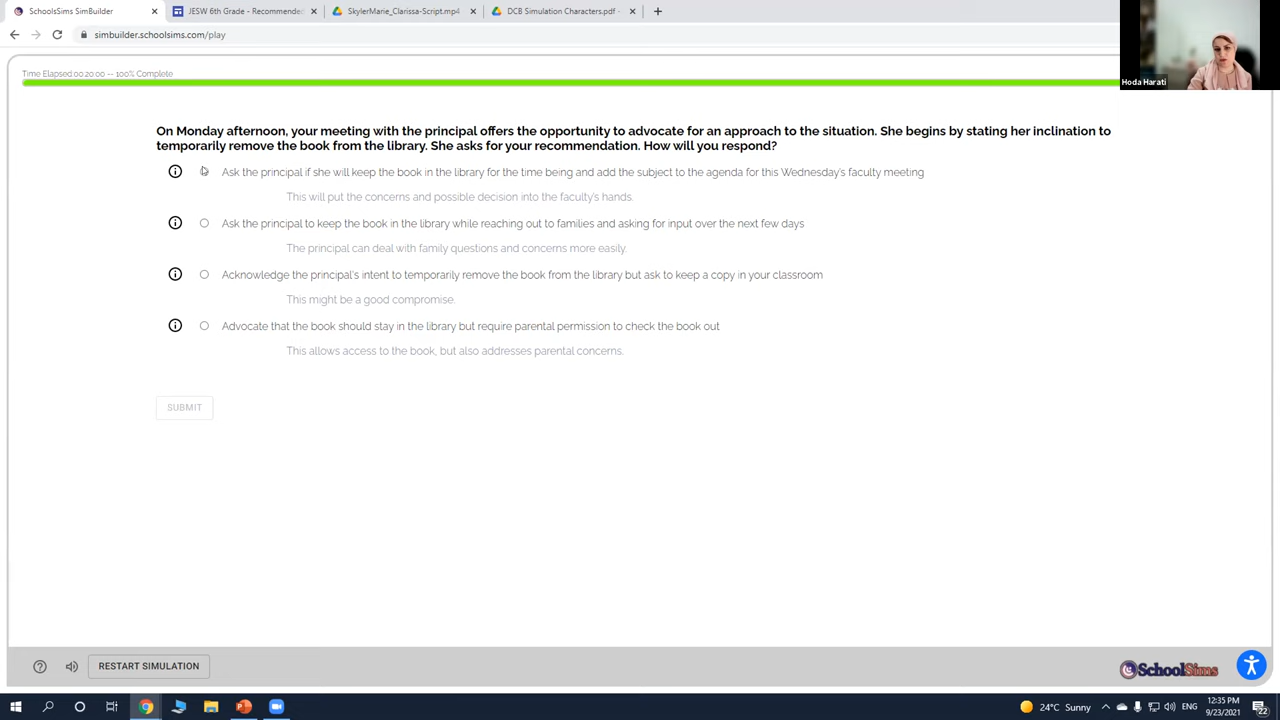 SchoolsSims SimBuilder
JESW 6th Grade - Recommended
SkylerMarie_Clarissa-Script.mp4
DCB Simulation Characters.pdf -
simbuilder.schoolsims.com/play
Hoda Harati
Time Elapsed 00:20:00 -- 100% Complete
On Monday afternoon, your meeting with the principal offers the opportunity to advocate for an approach to the situation. She begins by stating her inclination to
temporarily remove the book from the library. She asks for your recommendation. How will you respond?
Ask the principal if she will keep the book in the library for the time being and add the subject to the agenda for this Wednesday's faculty meeting
This will put the concerns and possible decision into the faculty's hands.
Ask the principal to keep the book in the library while reaching out to families and asking for input over the next few days
The principal can deal with family questions and concerns more easily.
Acknowledge the principal's intent to temporarily remove the book from the library but ask to keep a copy in your classroom
This might be a good compromise.
Advocate that the book should stay in the library but require parental permission to check the book out
This allows access to the book, but also addresses parental concerns.
SUBMIT
RESTART SIMULATION
SchoolSims
24°C Sunny
ENG
12:35 PM
9/23/2021
22